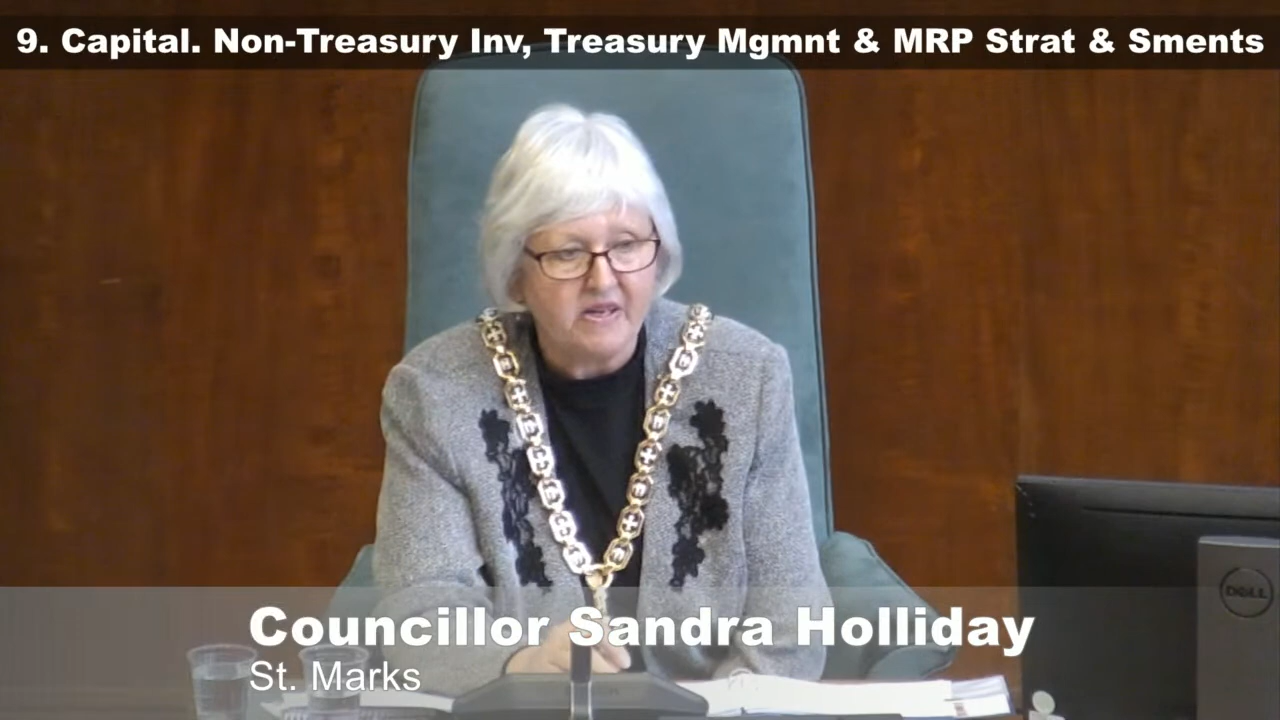 9. Capital. Non-Treasury Inv, Treasury Mgmnt & MRP Strat & Sments
Councillor Sandra Holliday
St. Marks
DELL